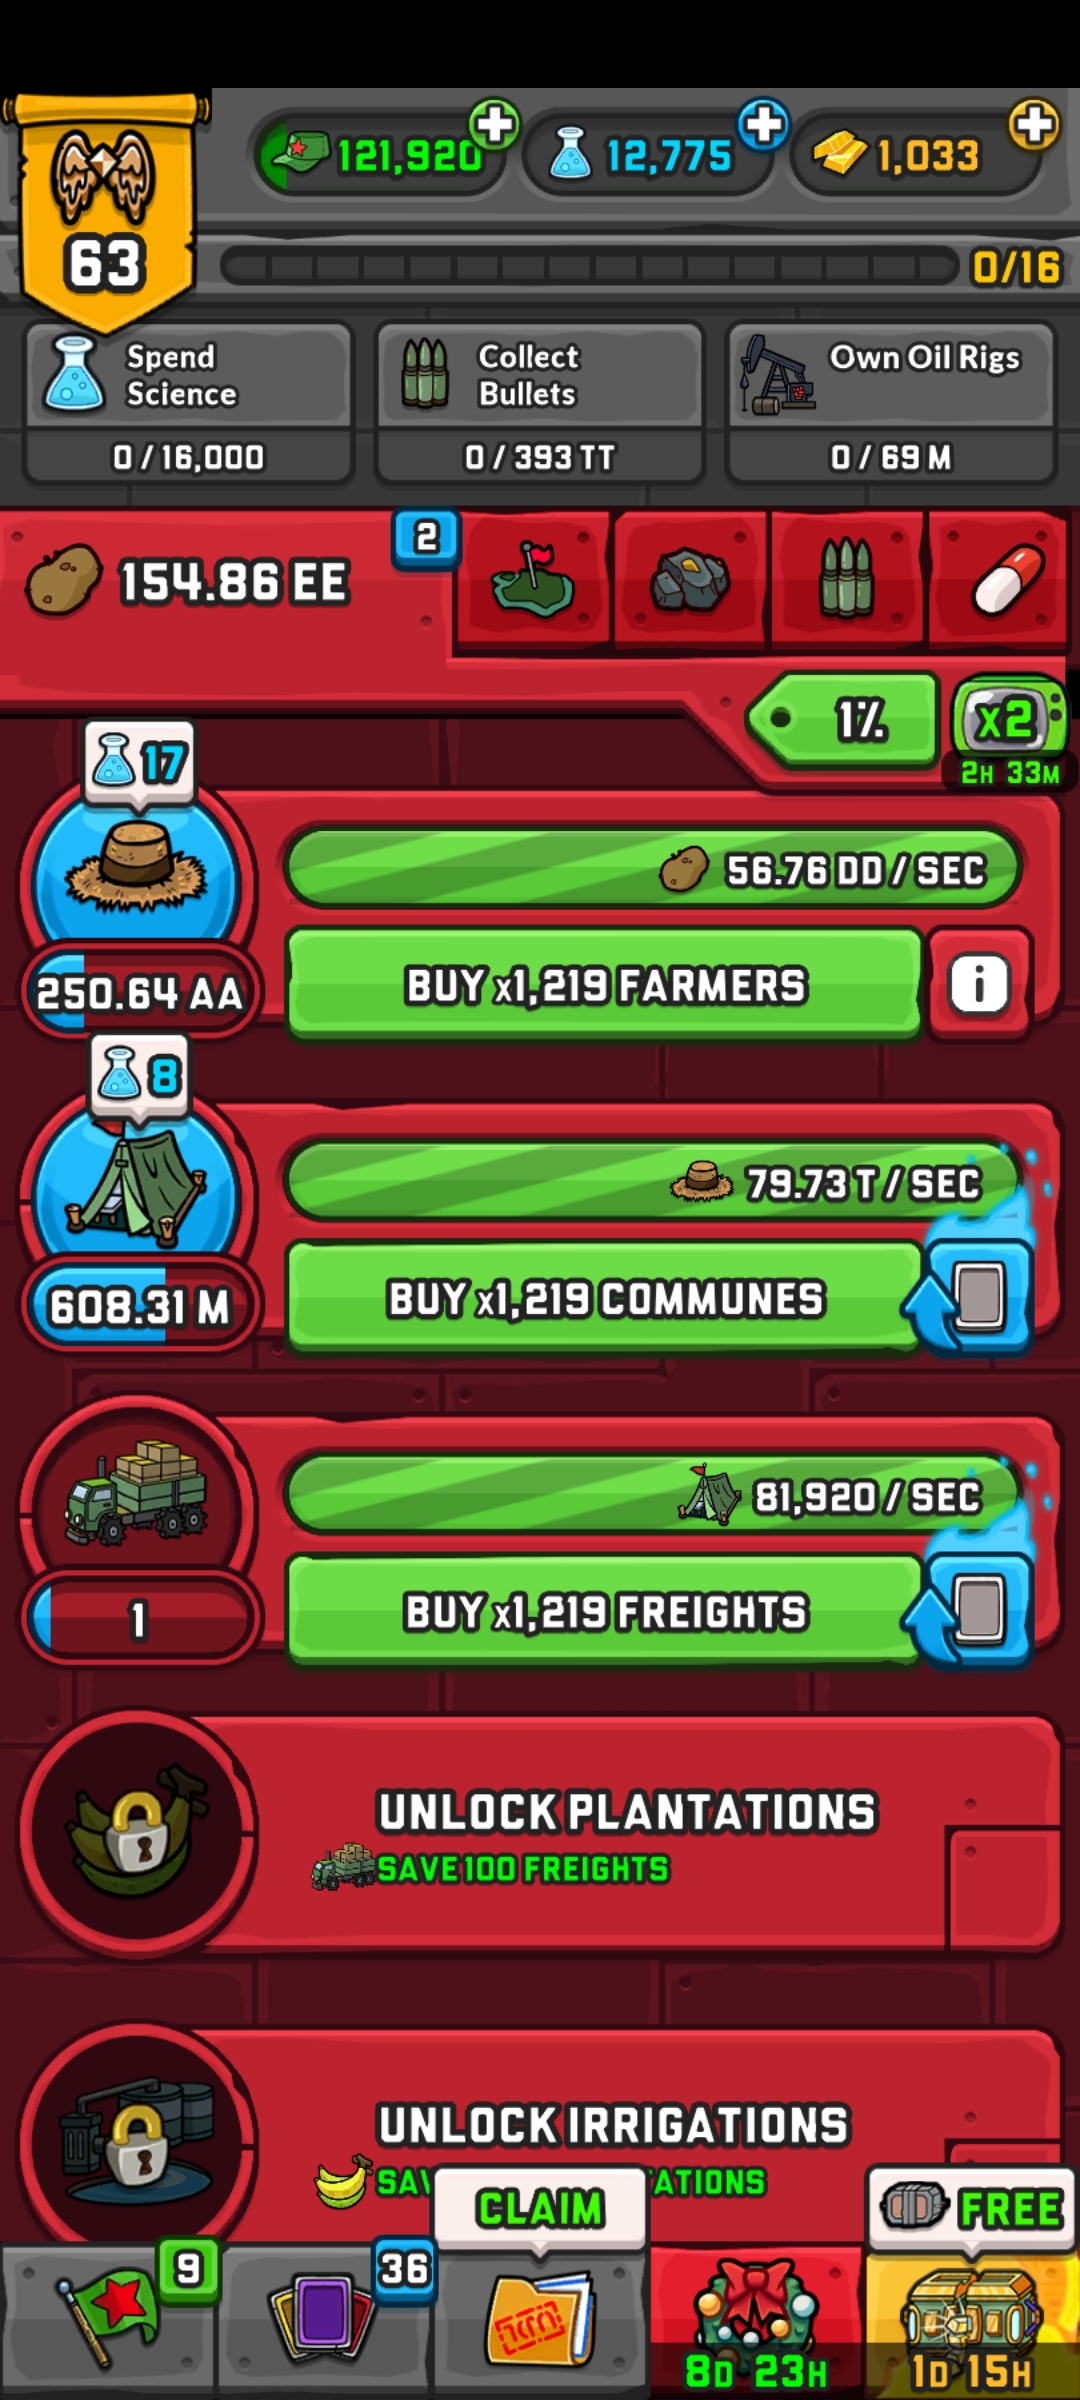 121,920
12,775
1,033
63
0/16
Spend
Science
0 / 16,000
Collect
Bullets
0 / 393 TT
Own Oil Rigs
0 / 69 M
154.86 EE
2
1%
x2
2H 33M
17
56.76 DD / SEC
250.64 AA
BUY x1,219 FARMERS
i
8
79.73 T / SEC
608.31 M
BUY x1,219 COMMUNES
81,920 / SEC
1
BUY x1,219 FREIGHTS
UNLOCK PLANTATIONS
SAVE 100 FREIGHTS
UNLOCK IRRIGATIONS
CLAIM
FREE
9
36
8D 23H
1D 15H